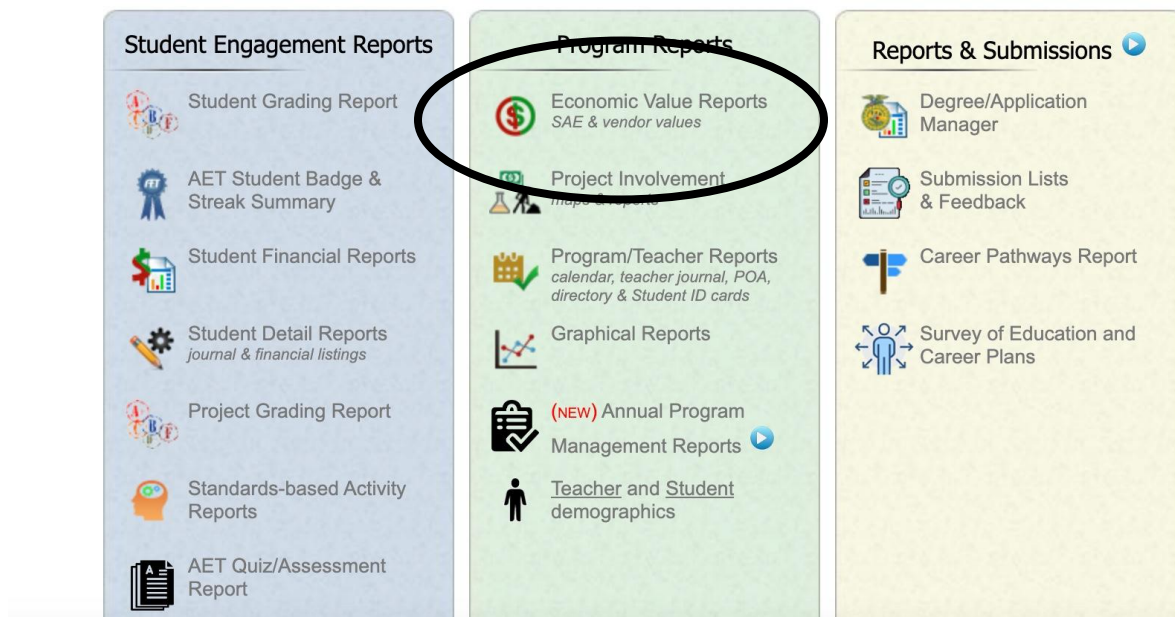 Student Engagement Reports
Student Grading Report
AET Student Badge &
Streak Summary
Student Financial Reports
Student Detail Reports
journal & financial listings
Project Grading Report
Standards-based Activity
Reports
AET Quiz/Assessment
Report
Program Reports
Economic Value Reports
SAE & vendor values
Project Involvement
maps & reports
Program/Teacher Reports
calendar, teacher journal, POA,
directory & Student ID cards
Graphical Reports
(NEW) Annual Program
Management Reports
Teacher and Student
demographics
Reports & Submissions
Degree/Application
Manager
Submission Lists
& Feedback
Career Pathways Report
Survey of Education and
Career Plans